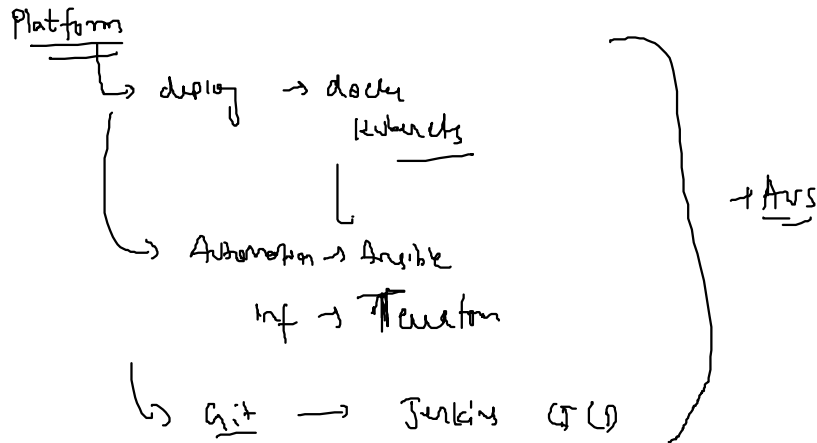 Platform
deploy → docker
Kubernets
→ Aws
Automation → Ansible
Inf → Terraform
Git → Jenkins CI CD